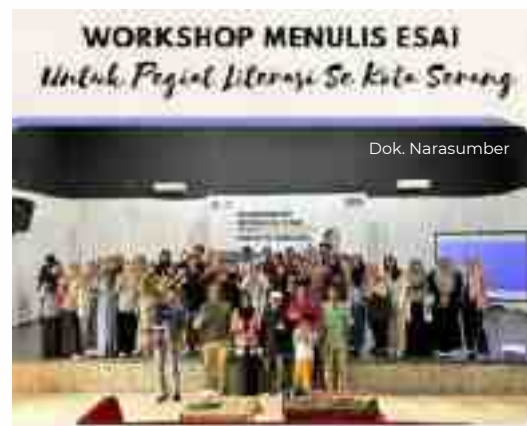 WORKSHOP MENULIS ESAI
Untuk Pegiat Literasi Se Kota Serang
Dok. Narasumber